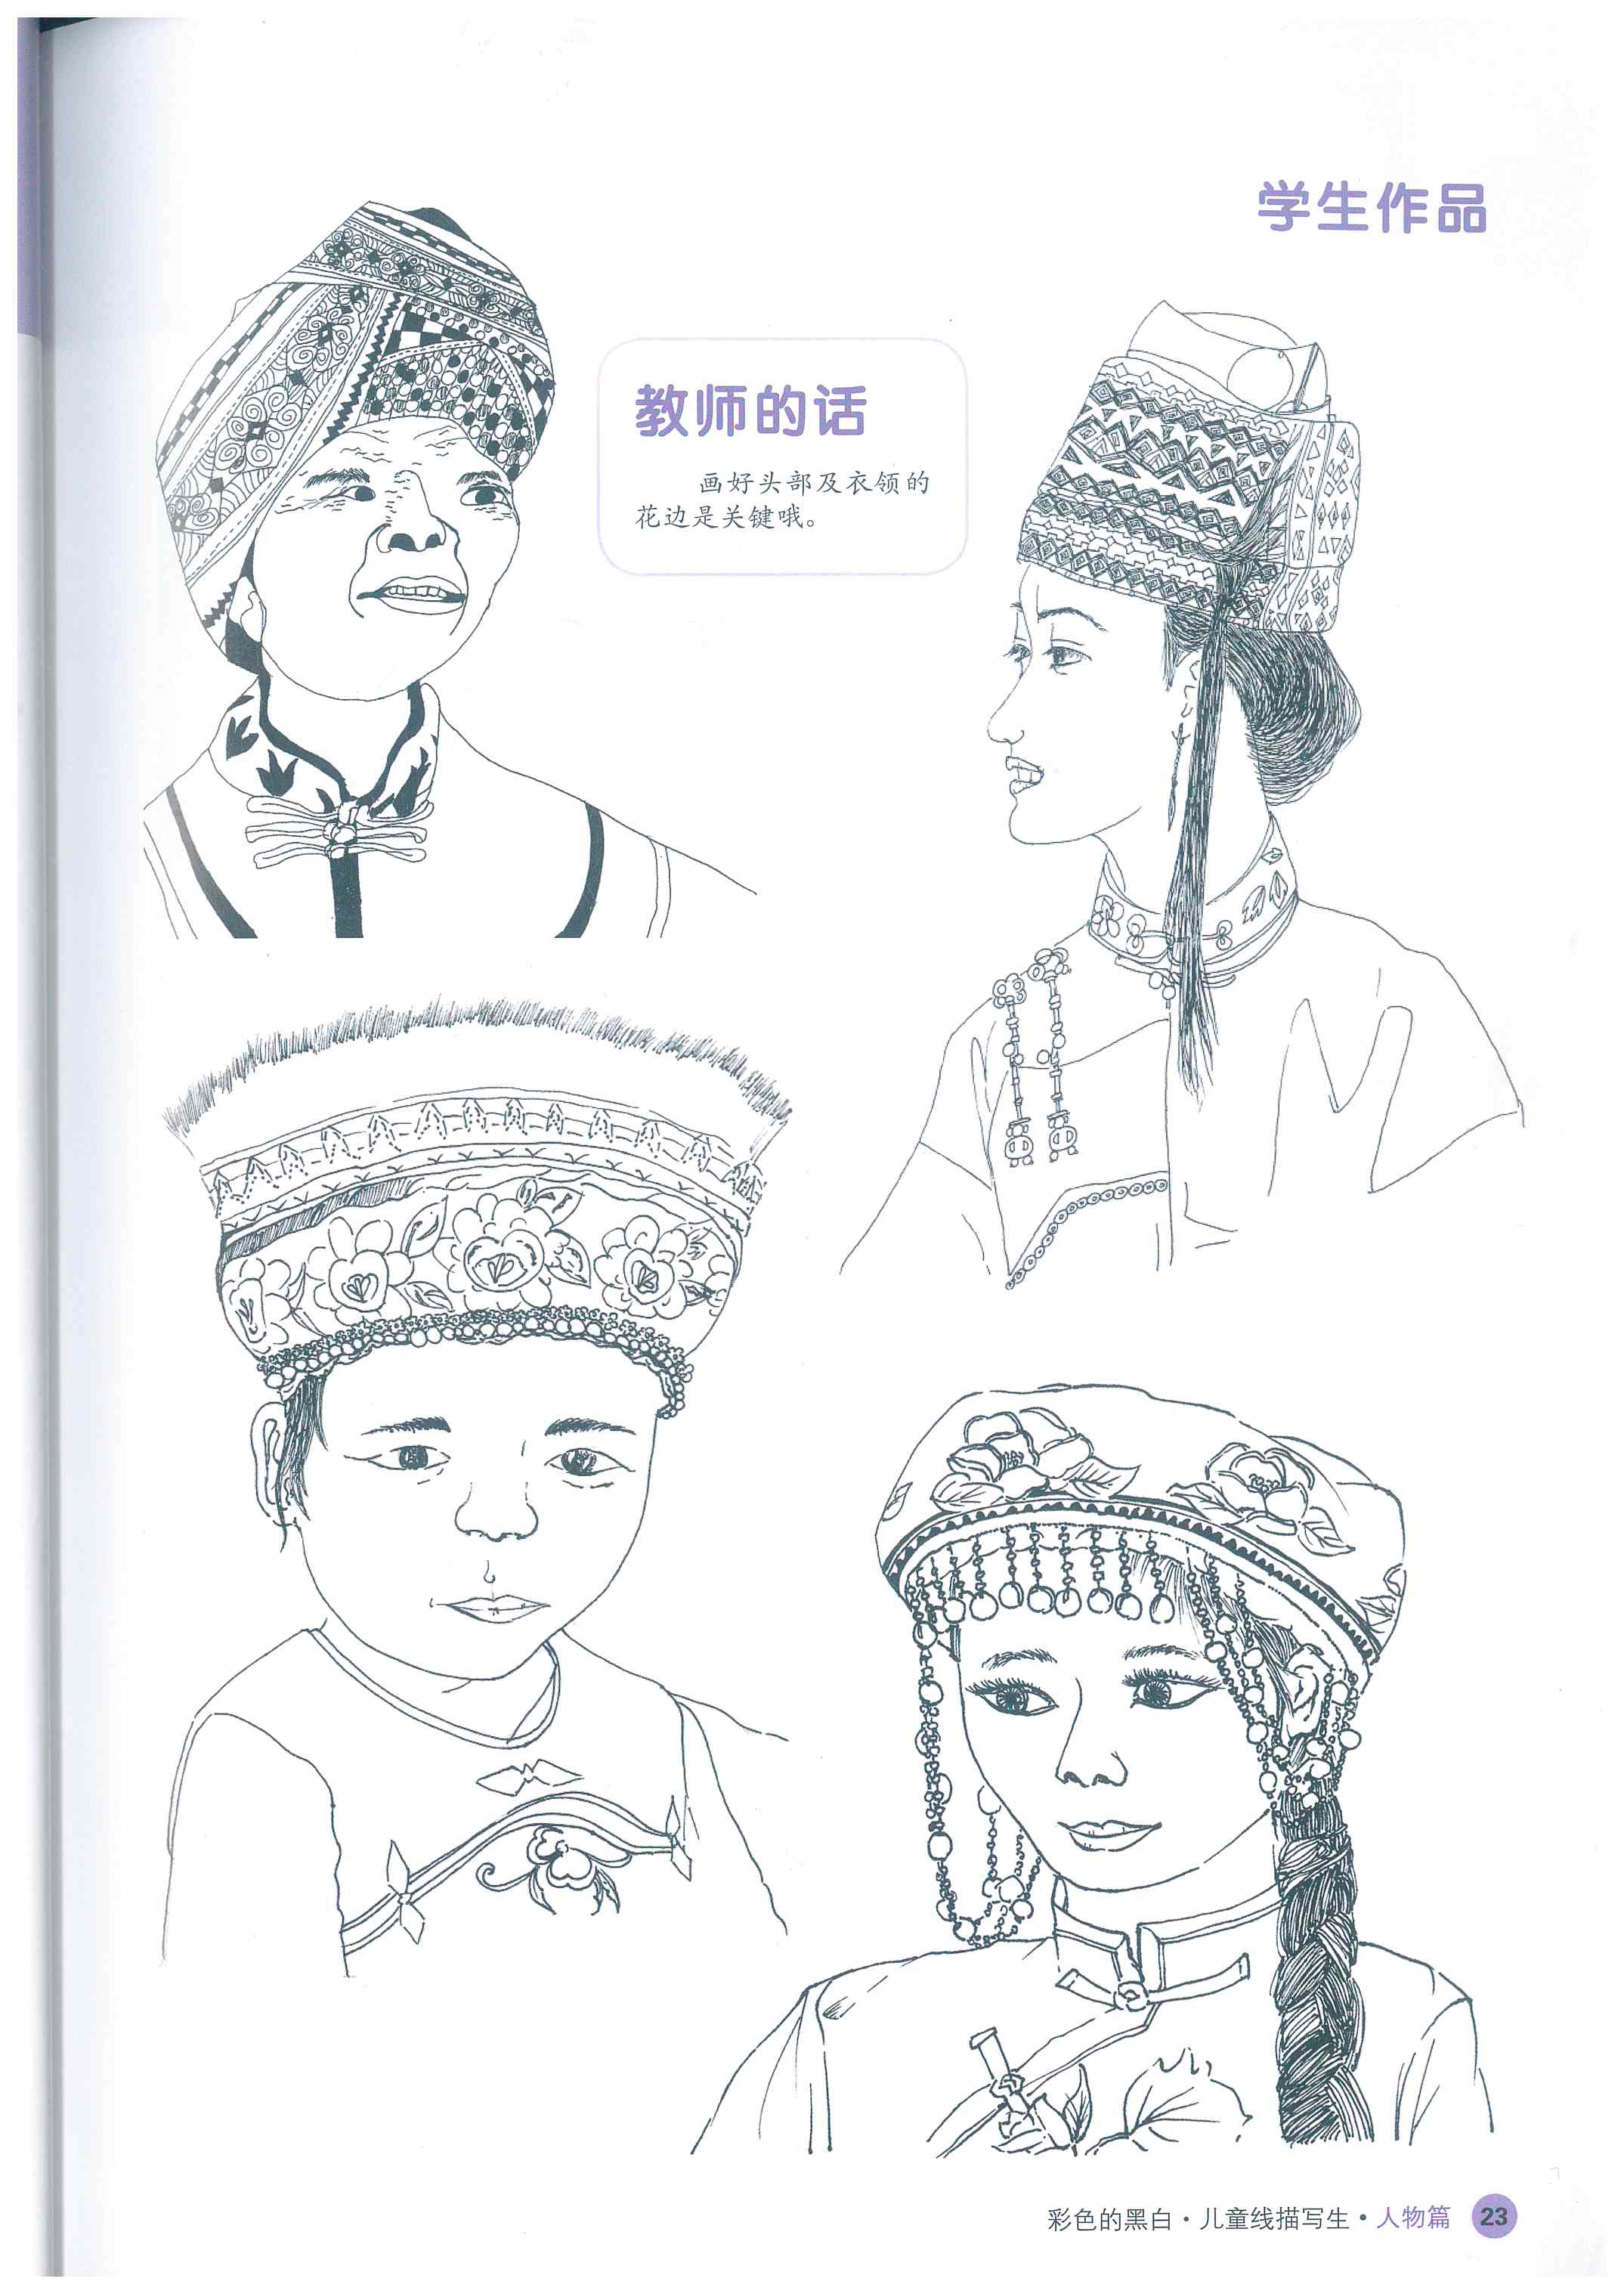 学生作品
教师的话
画好头部及衣领的
花边是关键哦。
彩色的黑白·儿童线描写生·人物篇 23